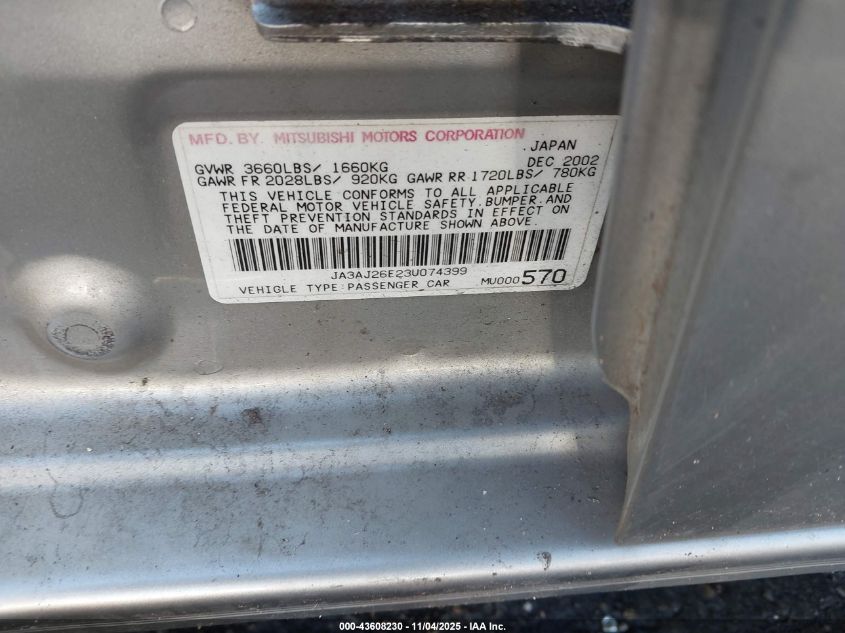 MFD. BY MITSUBISHI MOTORS CORPORATION
JAPAN
GVWR 3660LBS/ 1660KG DEC 2002
GAWR FR 2028LBS/ 920KG GAWR RR 1720LBS/ 780KG
THIS VEHICLE CONFORMS TO ALL APPLICABLE
FEDERAL MOTOR VEHICLE SAFETY.BUMPER.AND
THEFT PREVENTION STANDARDS IN EFFECT ON
THE DATE OF MANUFACTURE SHOWN ABOVE.
JA3AJ26E23U074399
VEHICLE TYPE:PASSENGER CAR MU000570
000-43608230 - 11/04/2025 - IAA, Inc.